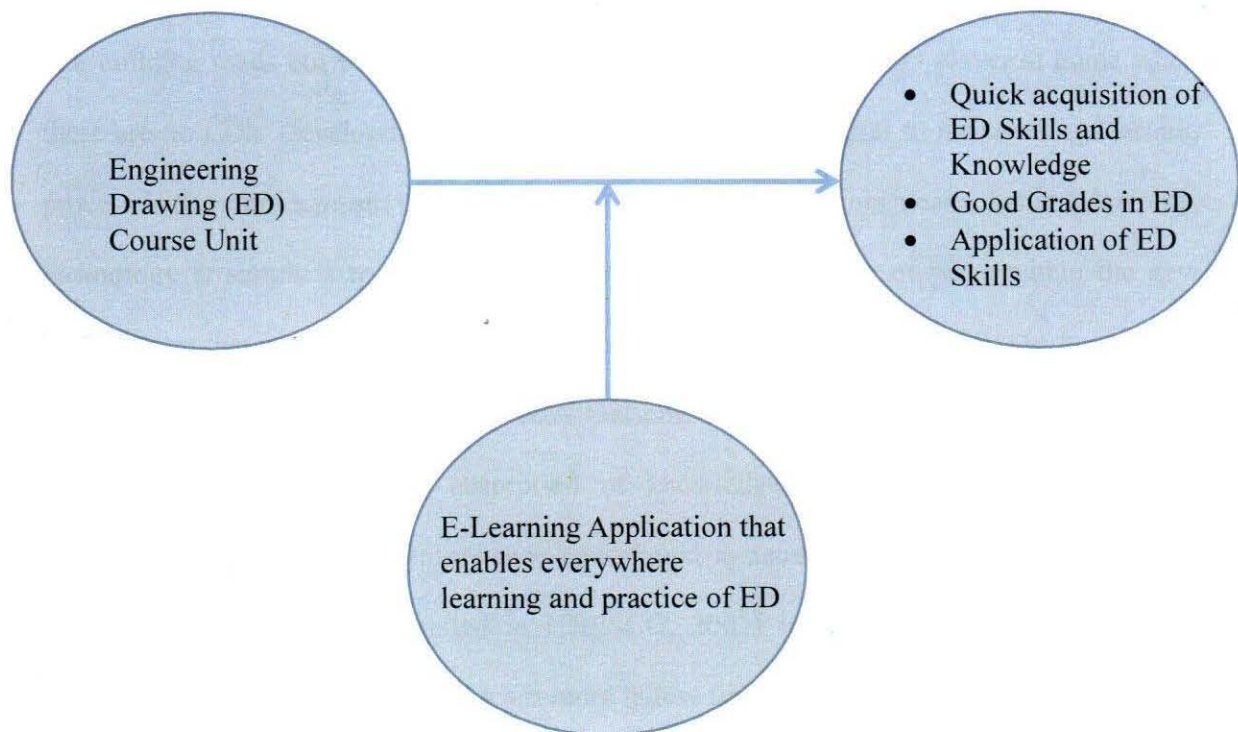 Engineering
Drawing (ED)
Course Unit
• Quick acquisition of
ED Skills and
Knowledge
• Good Grades in ED
• Application of ED
Skills
E-Learning Application that
enables everywhere
learning and practice of ED